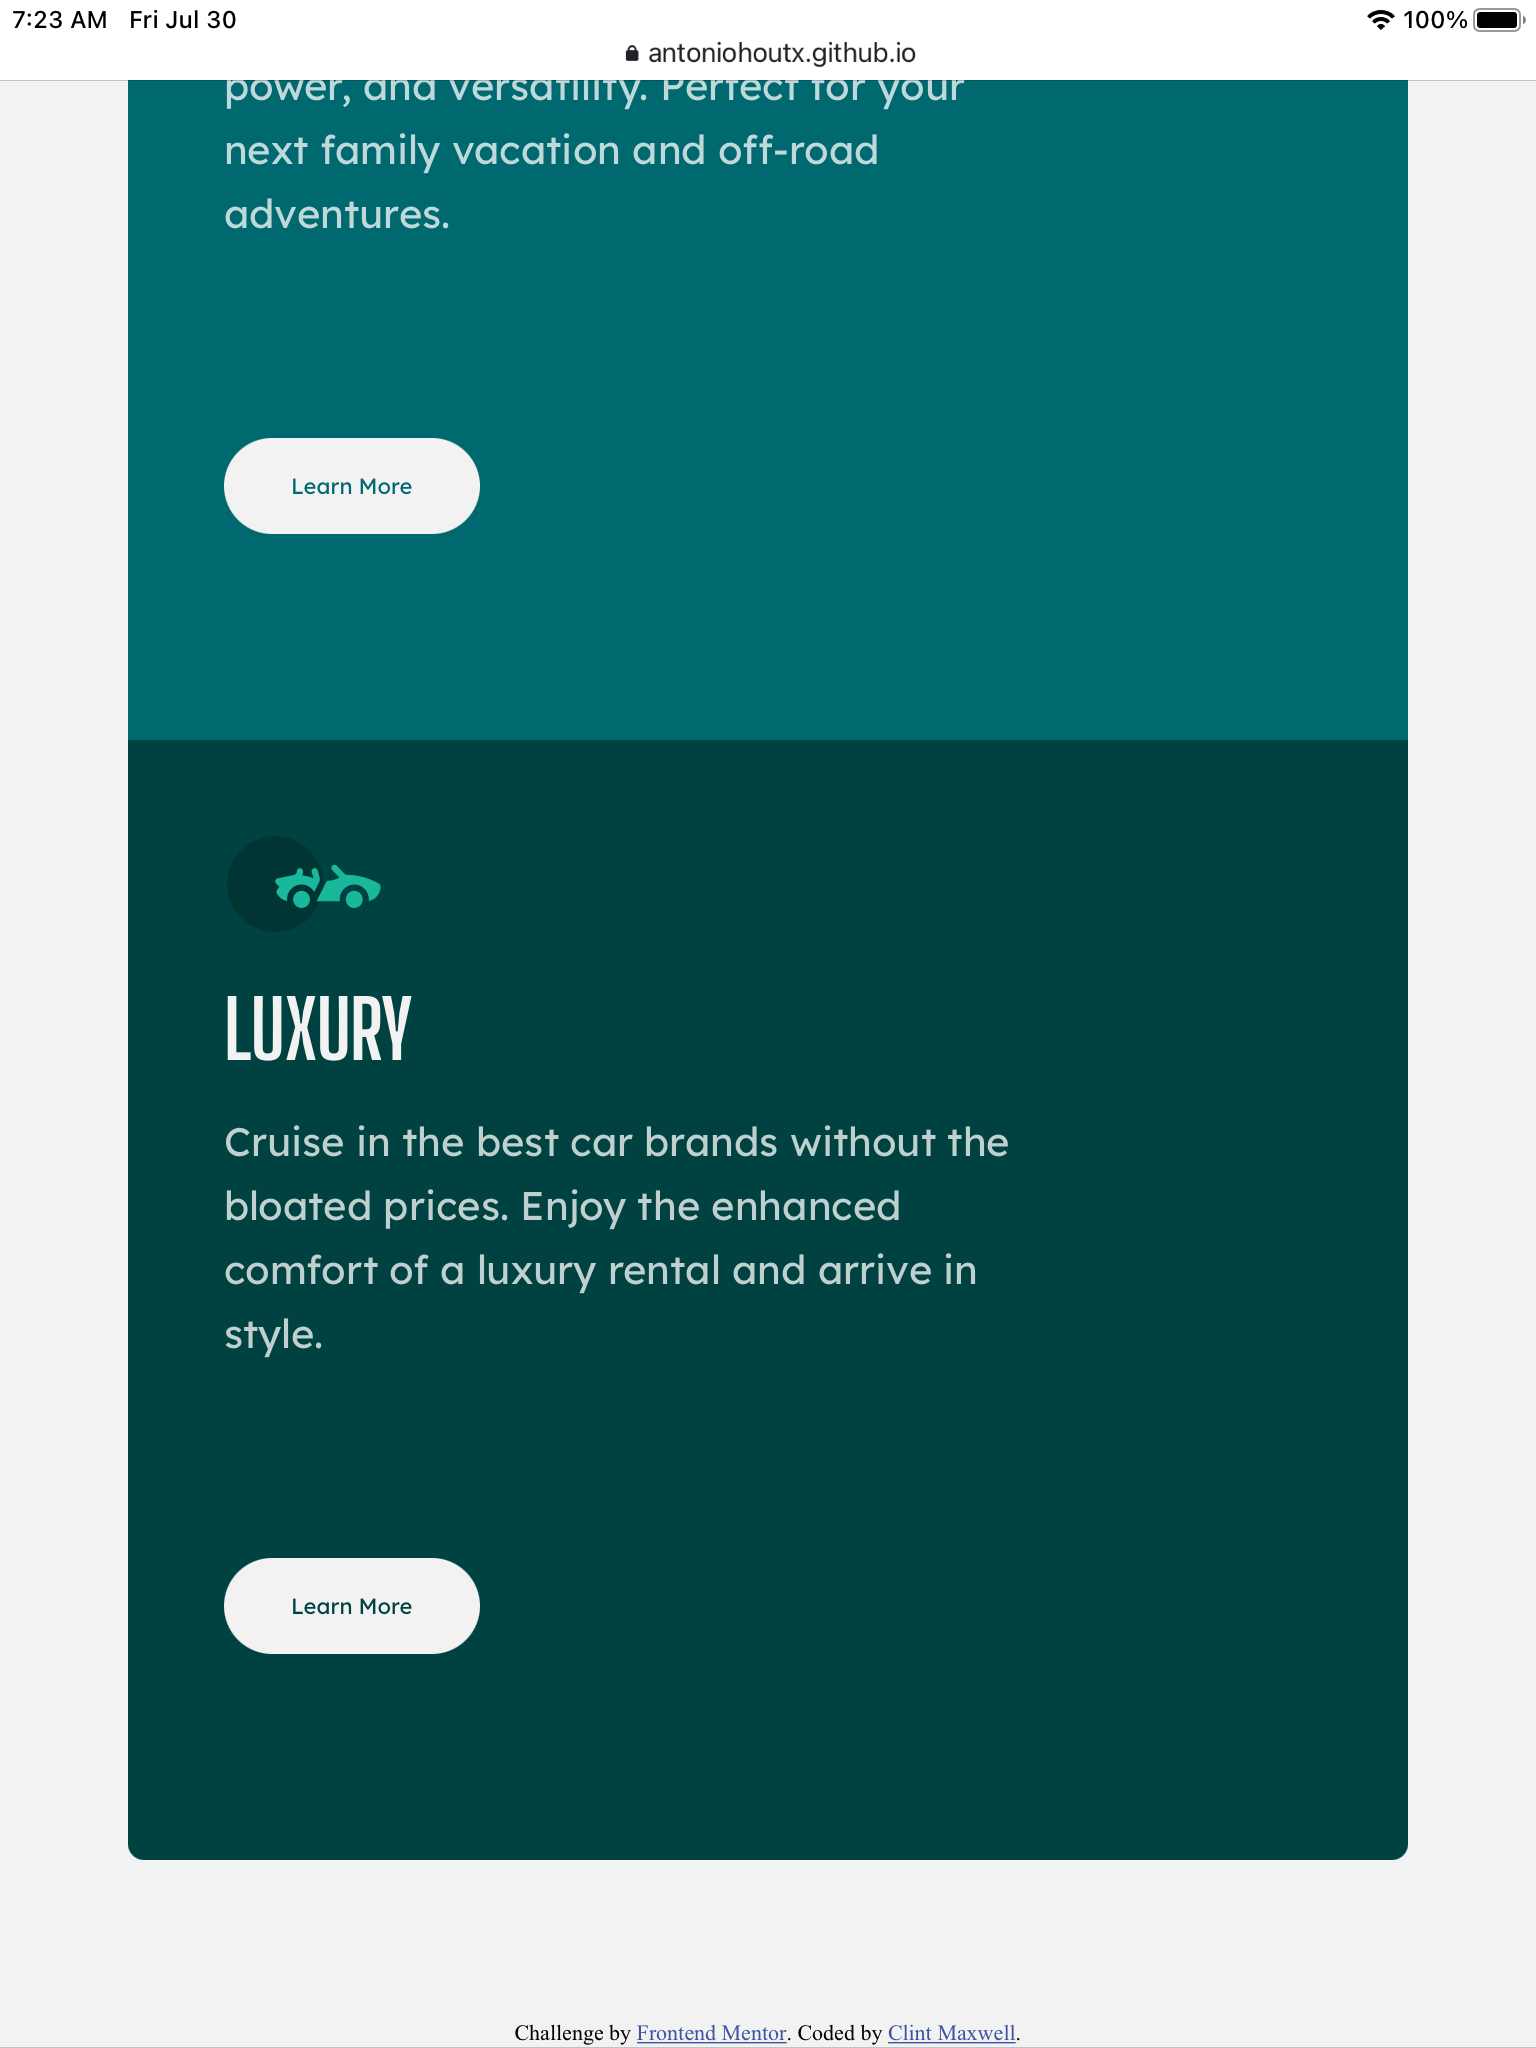 7:23 AM Fri Jul 30
100%
antoniohoutx.github.io
power, and versatility. Perfect for your
next family vacation and off-road
adventures.
Learn More
LUXURY
Cruise in the best car brands without the
bloated prices. Enjoy the enhanced
comfort of a luxury rental and arrive in
style.
Learn More
Challenge by Frontend Mentor. Coded by Clint Maxwell.